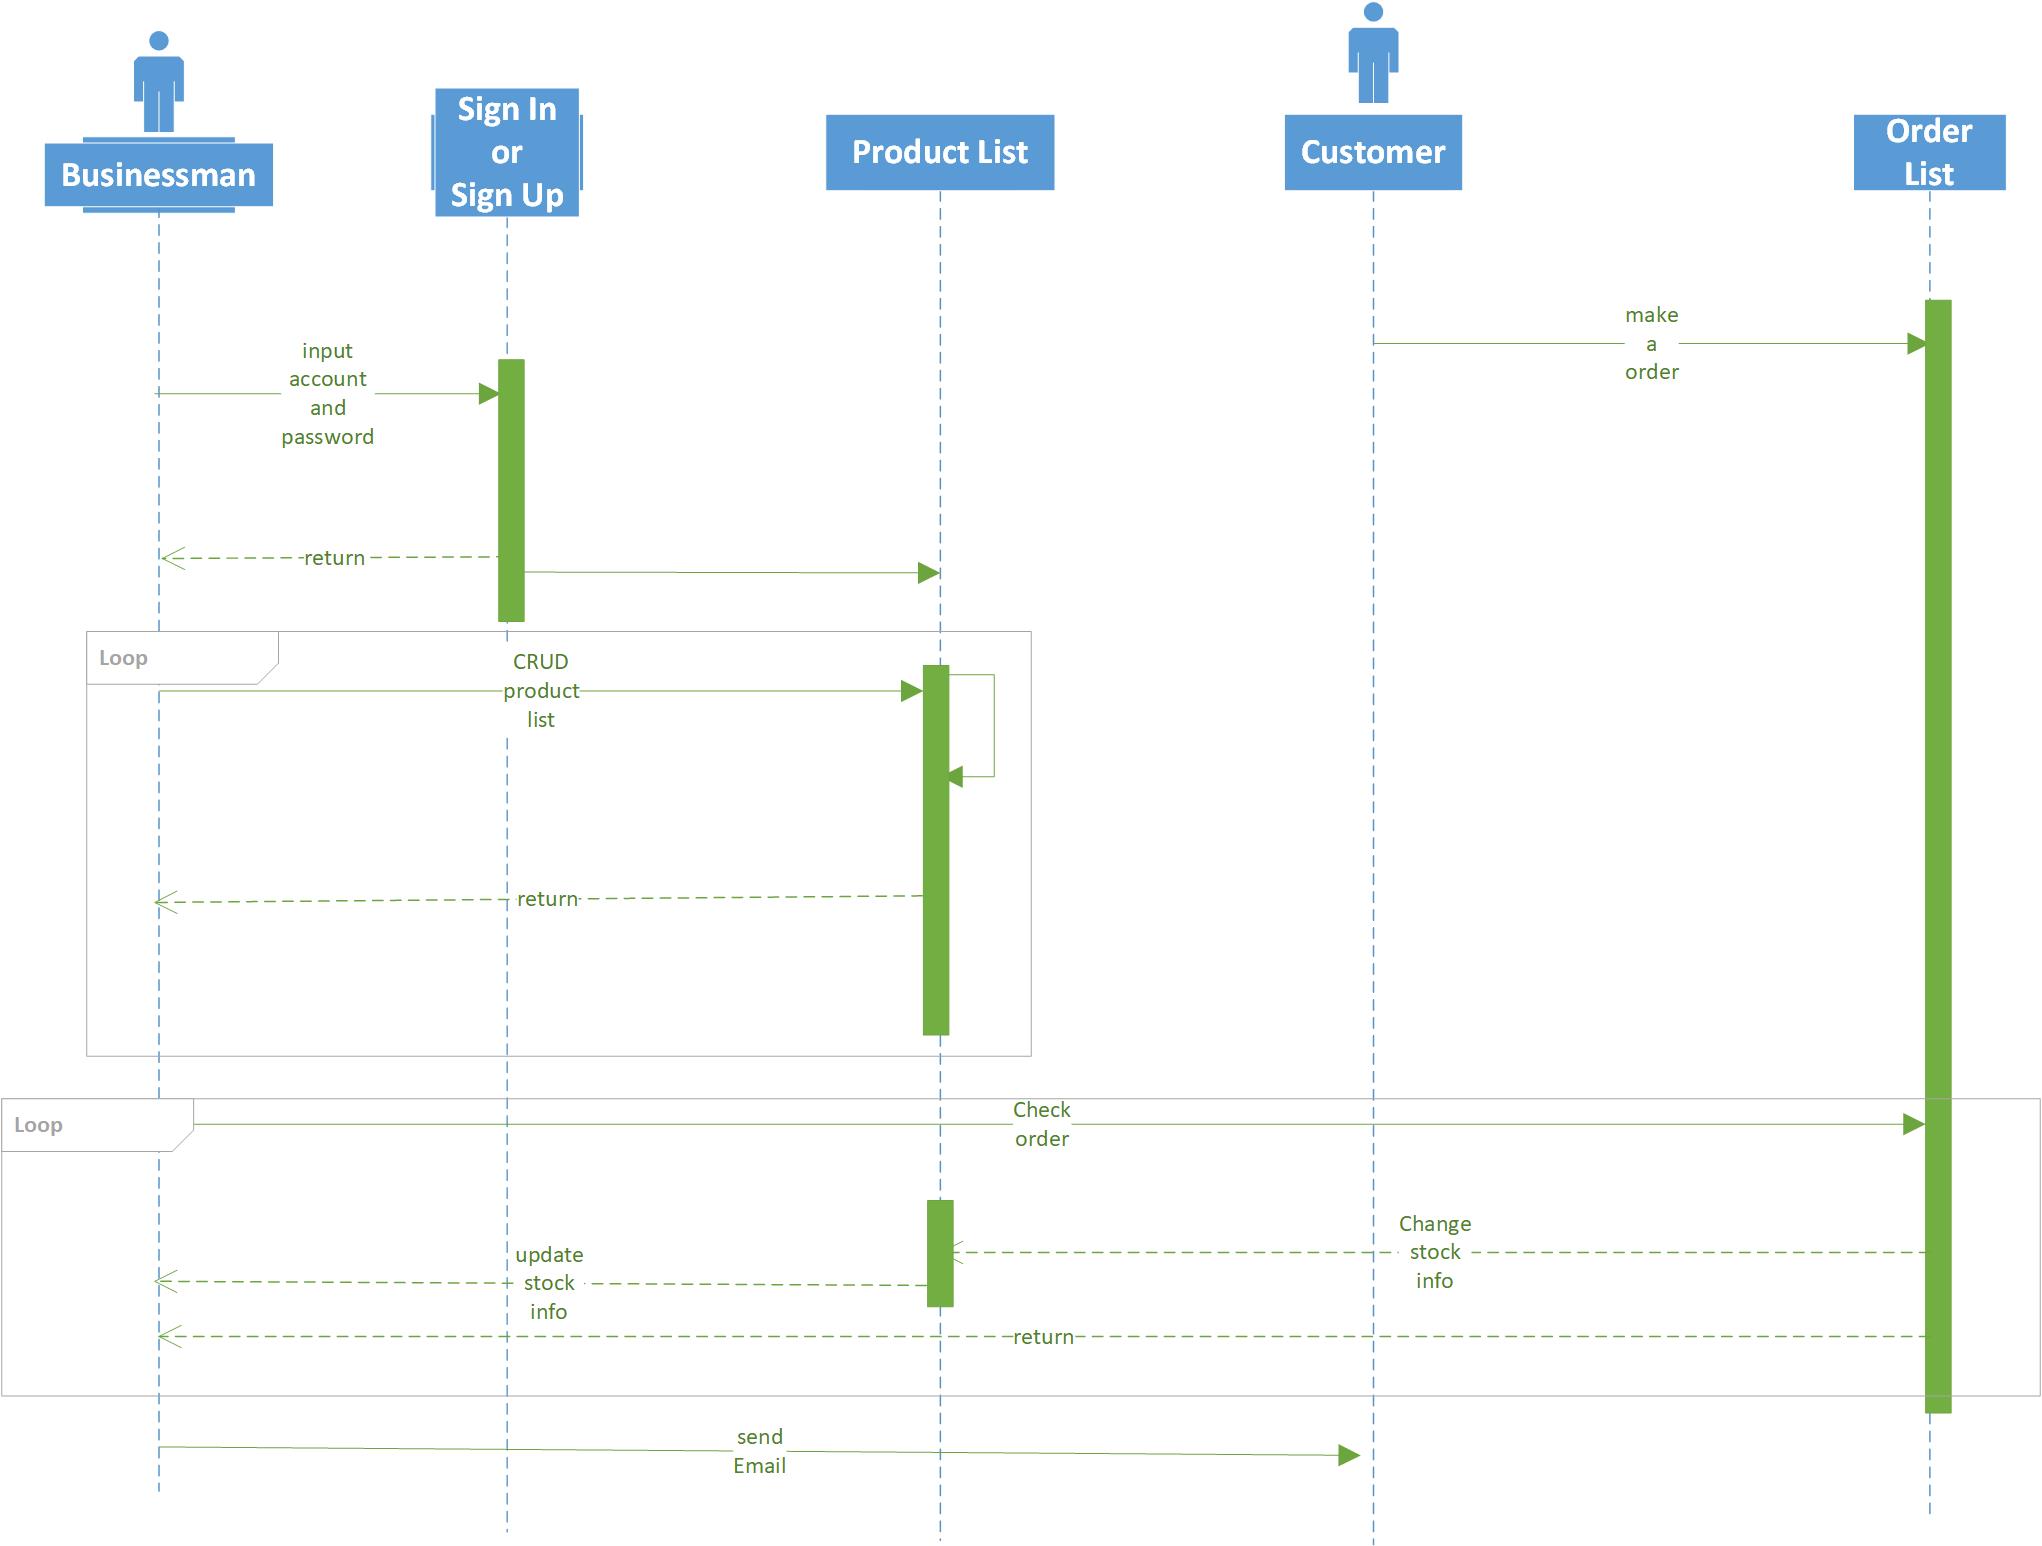 Businessman
Sign In
or
Sign Up
Product List
Customer
Order
List
make
a
order
input
account
and
password
return
Loop
CRUD
product
list
return
Loop
Check
order
Change
stock
info
update
stock
info
return
send
Email